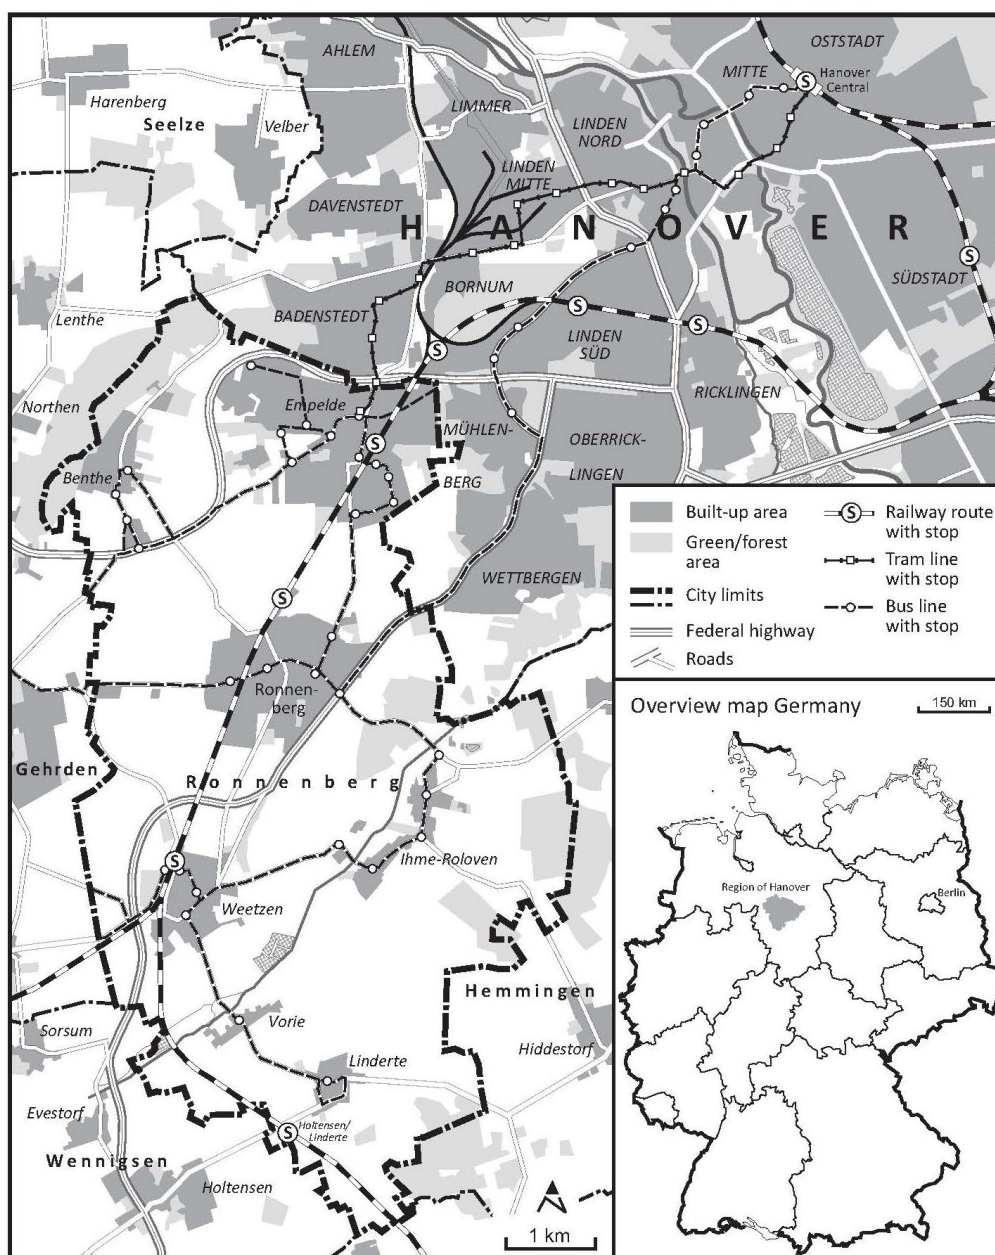 AHLEM
OSTSTADT
MITTE
Hanover
Central
Harenberg
Seelze
Velber
LIMMER
LINDEN
NORD
LINDEN
MITTE
DAVENSTEDT
HANOVER
SÜDSTADT
BORNUM
Lenthe
BADENSTEDT
LINDEN
SÜD
RICKLINGEN
Northen
Empelde
MÜHLEN-
BERG
OBERRICK-
LINGEN
Benthe
WETTBERGEN
Ronnen-
berg
Gehrden
Ronnenberg
Ihme-Roloven
Weetzen
Hemmingen
Sorsum
Vorie
Hiddestorf
Linderte
Evestorf
Holtensen/
Linderte
Wennigsen
Holtensen
1 km
S
S
S
S
S
S
S
S
S
Built-up area
Green/forest
area
City limits
Federal highway
Roads
S
Railway route
with stop
Tram line
with stop
Bus line
with stop
Overview map Germany
150 km
Region of Hanover
Berlin